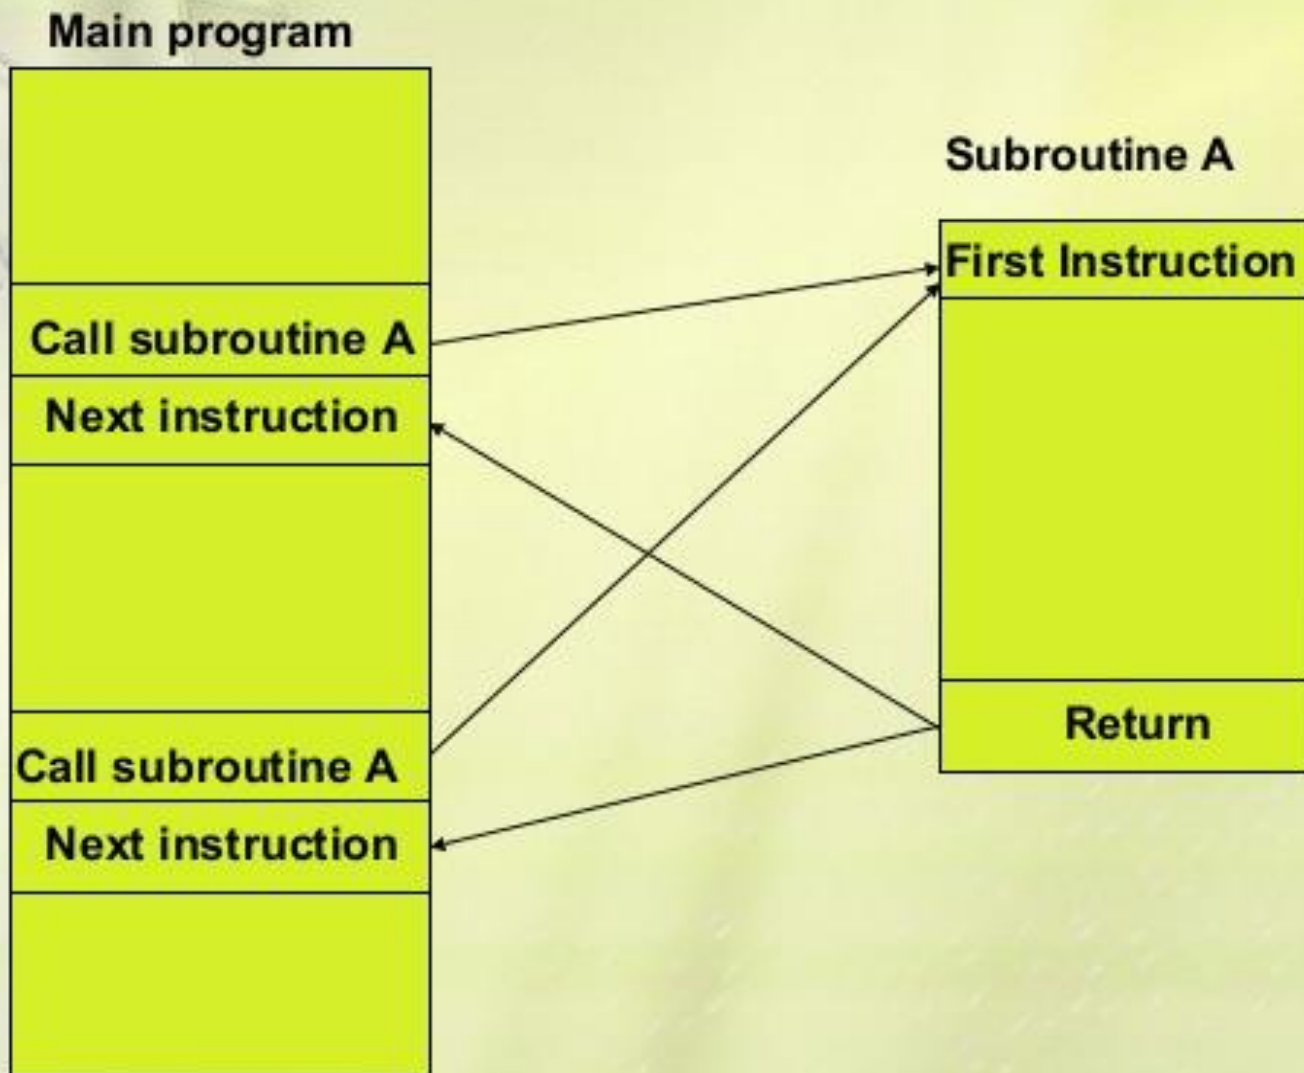 Main program
Subroutine A
First Instruction
Call subroutine A
Next instruction
Call subroutine A
Return
Next instruction